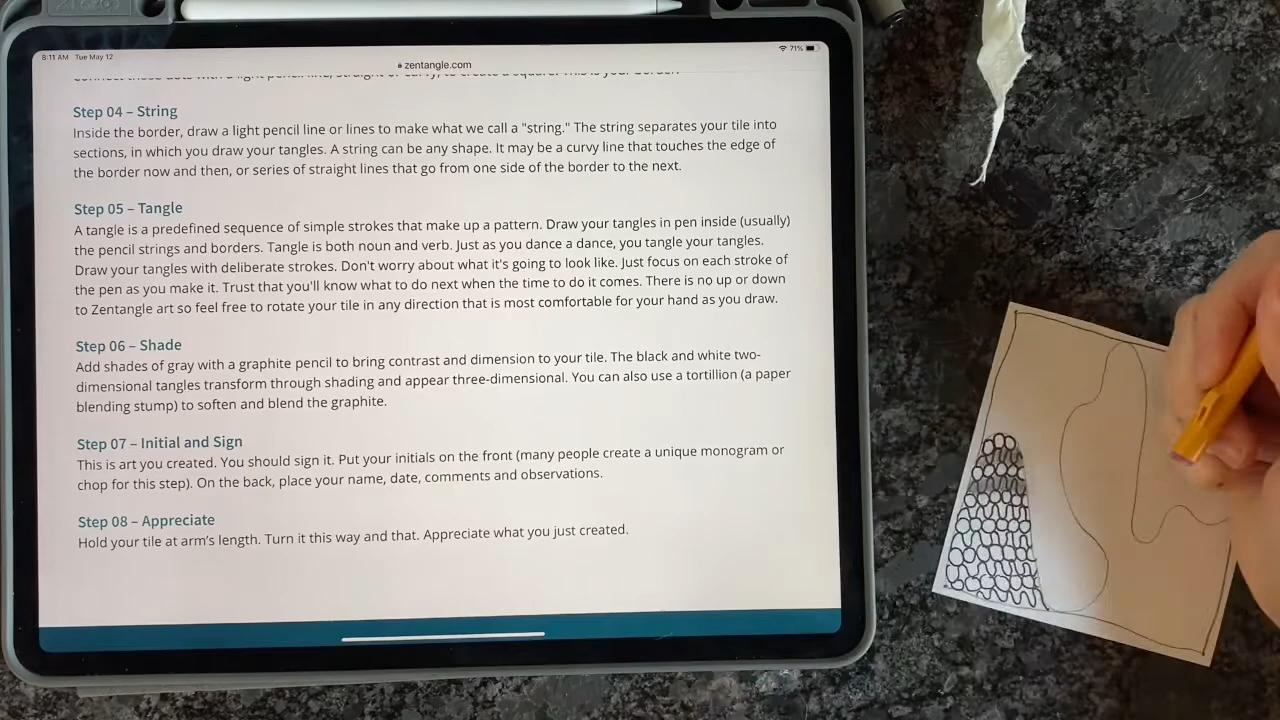 8:11 AM Tue May 12
71%
zentangle.com
Step 04 – String
Inside the border, draw a light pencil line or lines to make what we call a "string." The string separates your tile into
sections, in which you draw your tangles. A string can be any shape. It may be a curvy line that touches the edge of
the border now and then, or series of straight lines that go from one side of the border to the next.
Step 05 – Tangle
A tangle is a predefined sequence of simple strokes that make up a pattern. Draw your tangles in pen inside (usually)
the pencil strings and borders. Tangle is both noun and verb. Just as you dance a dance, you tangle your tangles.
Draw your tangles with deliberate strokes. Don't worry about what it's going to look like. Just focus on each stroke of
the pen as you make it. Trust that you'll know what to do next when the time to do it comes. There is no up or down
to Zentangle art so feel free to rotate your tile in any direction that is most comfortable for your hand as you draw.
Step 06 – Shade
Add shades of gray with a graphite pencil to bring contrast and dimension to your tile. The black and white two-
dimensional tangles transform through shading and appear three-dimensional. You can also use a tortillion (a paper
blending stump) to soften and blend the graphite.
Step 07 – Initial and Sign
This is art you created. You should sign it. Put your initials on the front (many people create a unique monogram or
chop for this step). On the back, place your name, date, comments and observations.
Step 08 – Appreciate
Hold your tile at arm's length. Turn it this way and that. Appreciate what you just created.